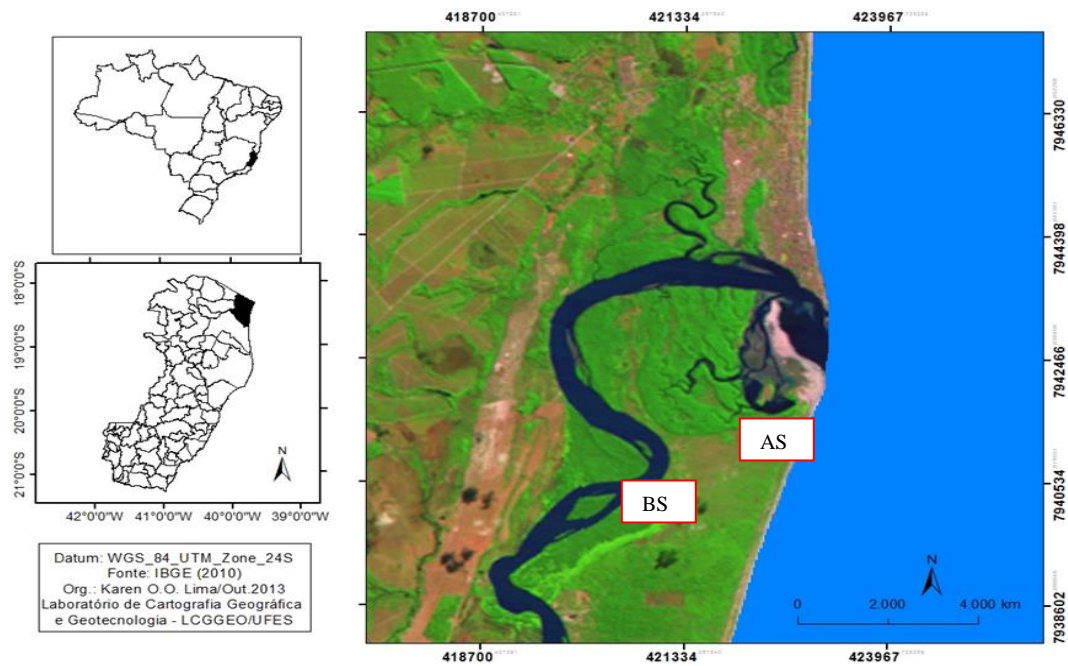 418700
421334
423967
7946330
7944398
7942466
7940534
7938602
18°0'0"S
19°0'0"S
20°0'0"S
21°0'0"S
N
42°0'0"W
41°0'0"W
40°0'0"W
39°0'0"W
Datum: WGS_84_UTM_Zone_24S
Fonte: IBGE (2010)
Org.: Karen O.O. Lima/Out.2013
Laboratório de Cartografia Geográfica
e Geotecnologia - LCGGEO/UFES
AS
BS
N
0
2.000
4.000 km
418700
421334
423967